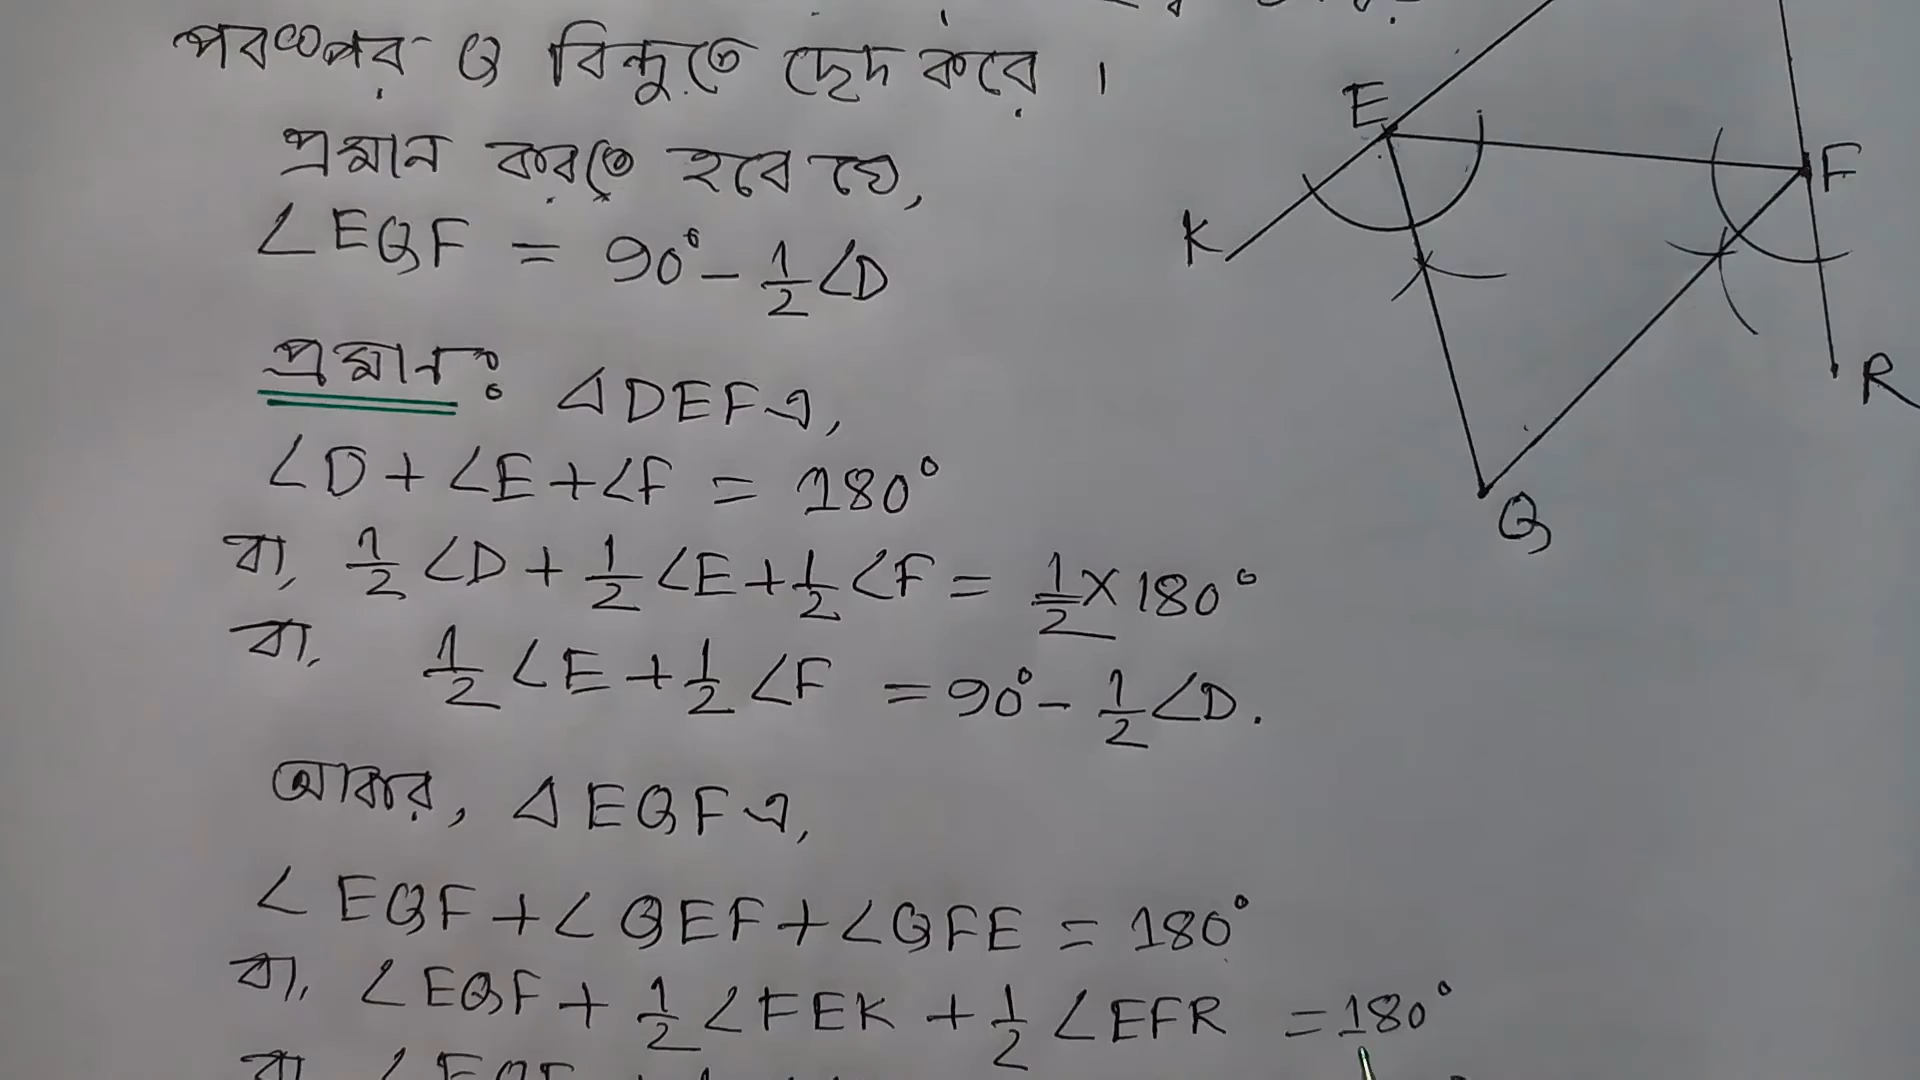 পরস্পর Q বিন্দুতে ছেদ করে ।
প্রমান করতে হবে যে,
∠EQF = 90° - 1/2 ∠D
প্রমান: ΔDEF এ,
∠D + ∠E + ∠F = 180°
বা, 1/2 ∠D + 1/2 ∠E + 1/2 ∠F = 1/2 × 180°
বা, 1/2 ∠E + 1/2 ∠F = 90° - 1/2 ∠D.
আবার, ΔEQF এ,
∠EQF + ∠QEF + ∠QFE = 180°
বা, ∠EQF + 1/2 ∠FEK + 1/2 ∠EFR = 180°
বা, ∠EQF
E
F
K
R
Q